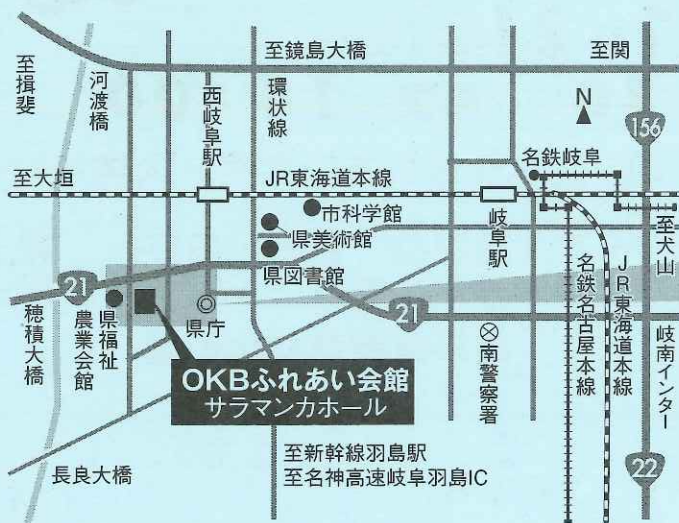 至鏡島大橋
至関
至揖斐
河渡橋
西岐阜駅
環状線
N
156
名鉄岐阜
至大垣
JR東海道本線
市科学館
県美術館
県図書館
岐阜駅
至犬山
21
穂積大橋
県福祉
農業会館
県庁
21
南警察署
名鉄名古屋本線
JR東海道本線
岐南インター
OKBふれあい会館
サラマンカホール
至新幹線羽島駅
至名神高速岐阜羽島IC
長良大橋
22